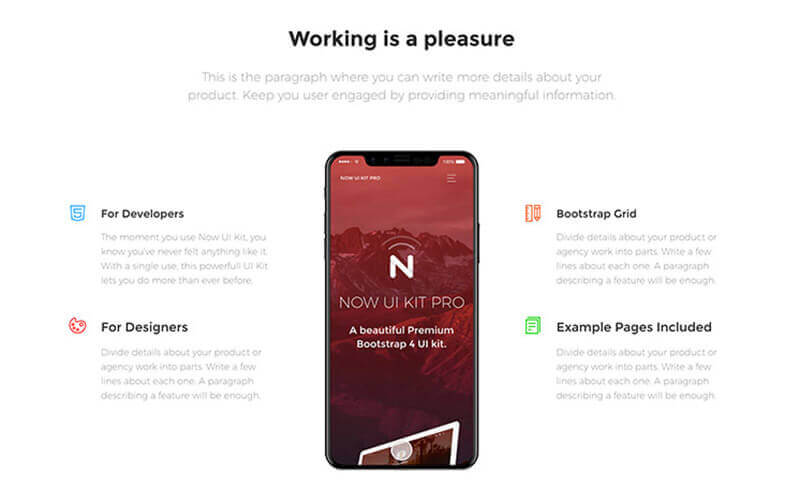 Working is a pleasure
This is the paragraph where you can write more details about your
product. Keep you user engaged by providing meaningful information.
For Developers
The moment you use Now UI Kit, you
know you've never felt anything like it.
With a single use, this powerfull UI Kit
lets you do more than ever before.
For Designers
Divide details about your product or
agency work into parts. Write a few
lines about each one. A paragraph
describing a feature will be enough.
100%
NOW UI KIT PRO
N
NOW UI KIT PRO
A beautiful Premium
Bootstrap 4 UI kit.
Bootstrap Grid
Divide details about your product or
agency work into parts. Write a few
lines about each one. A paragraph
describing a feature will be enough.
Example Pages Included
Divide details about your product or
agency work into parts. Write a few
lines about each one. A paragraph
describing a feature will be enough.